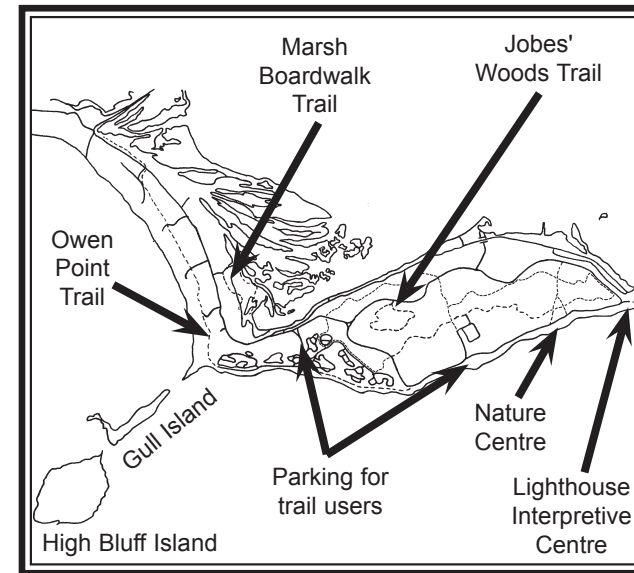 Marsh
Boardwalk
Trail
Jobes'
Woods Trail
Owen
Point
Trail
Gull Island
High Bluff Island
Parking for
trail users
Nature
Centre
Lighthouse
Interpretive
Centre